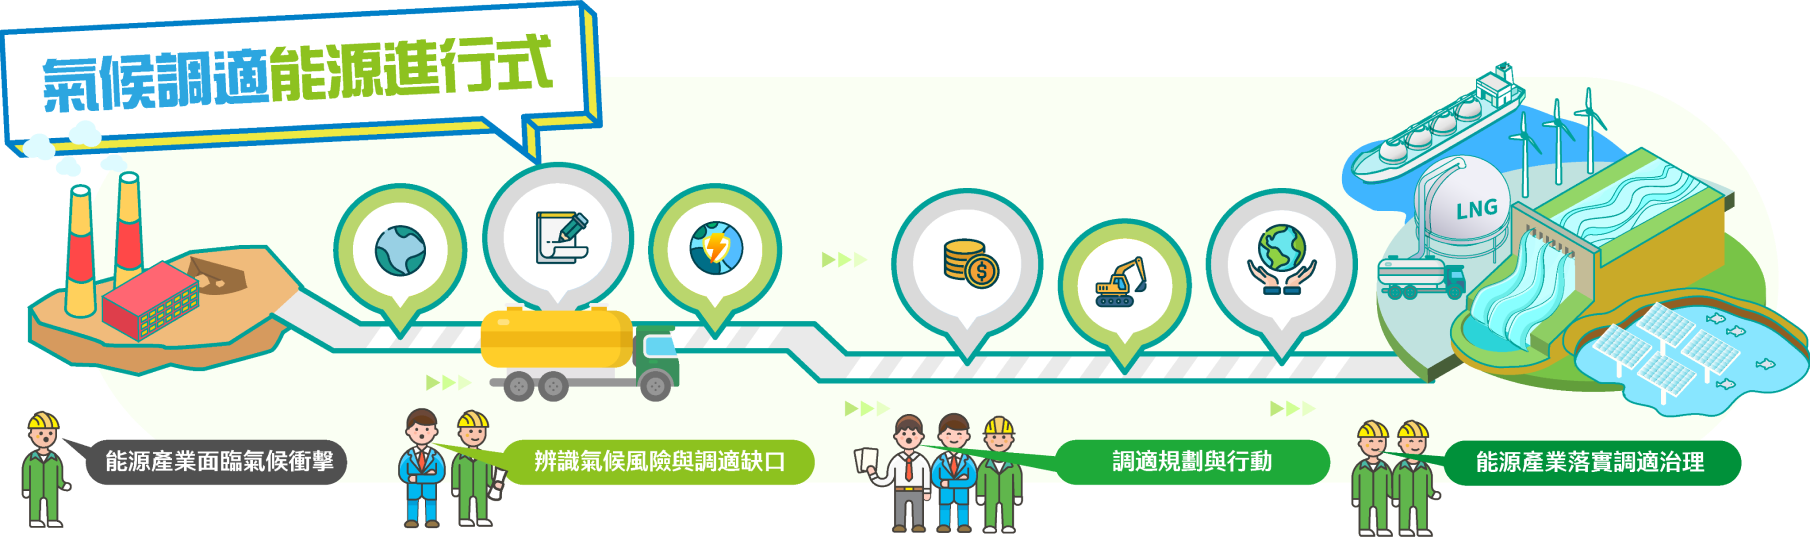 氣候調適能源進行式
LNG
能源產業面臨氣候衝擊
辨識氣候風險與調適缺口
調適規劃與行動
能源產業落實調適治理